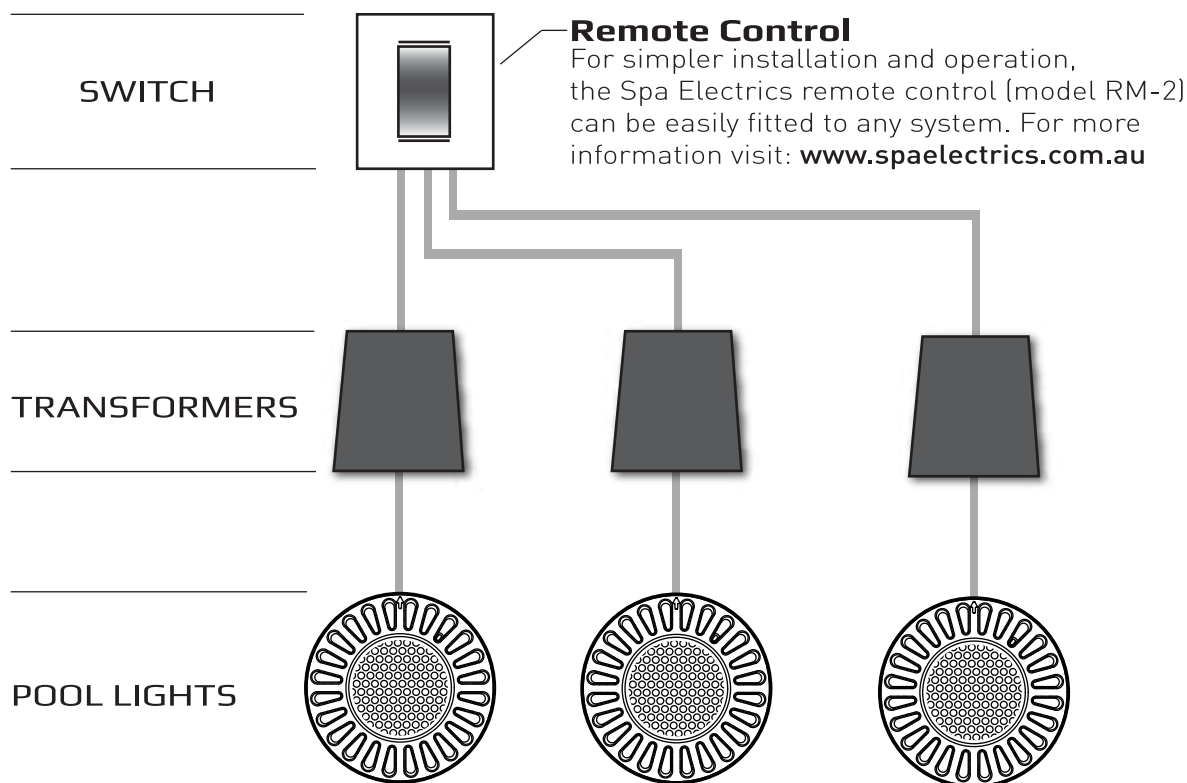 Remote Control
For simpler installation and operation,
the Spa Electrics remote control (model RM-2)
can be easily fitted to any system. For more
information visit: www.spaelectrics.com.au
SWITCH
TRANSFORMERS
POOL LIGHTS